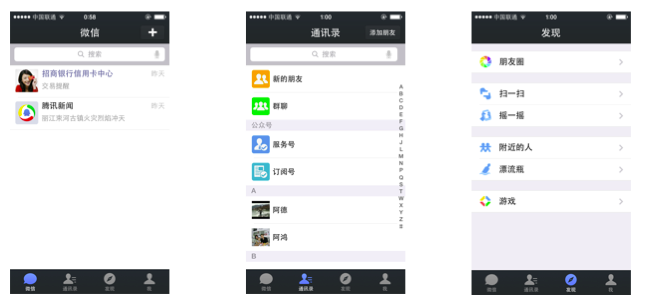 中国联通
0:58
微信
搜索
招商银行信用卡中心
昨天
交易提醒
腾讯新闻
昨天
丽江束河古镇火灾烈焰冲天
微信
通讯录
发现
我
中国联通
1:00
通讯录
添加朋友
搜索
新的朋友
群聊
公众号
服务号
订阅号
A
阿德
阿鸿
B
A
B
C
D
E
F
G
H
J
L
M
N
P
Q
S
T
W
X
Y
Z
#
微信
通讯录
发现
我
中国联通
1:00
发现
朋友圈
扫一扫
摇一摇
附近的人
漂流瓶
游戏
微信
通讯录
发现
我